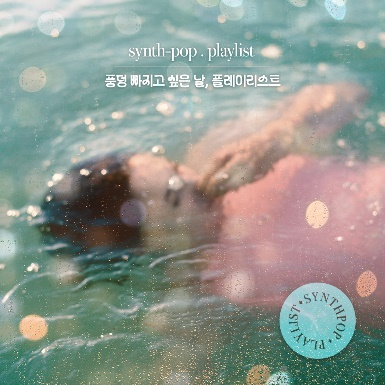 synth-pop . playlist
풍덩 빠지고 싶은 날, 플레이리스트
SYNTHPOP • PLAYLIST •